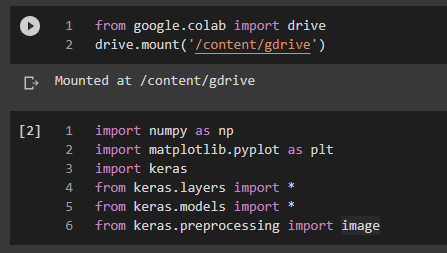 1 from google.colab import drive
2 drive.mount('/content/gdrive')
Mounted at /content/gdrive
[2] 1 import numpy as np
2 import matplotlib.pyplot as plt
3 import keras
4 from keras.layers import *
5 from keras.models import *
6 from keras.preprocessing import image